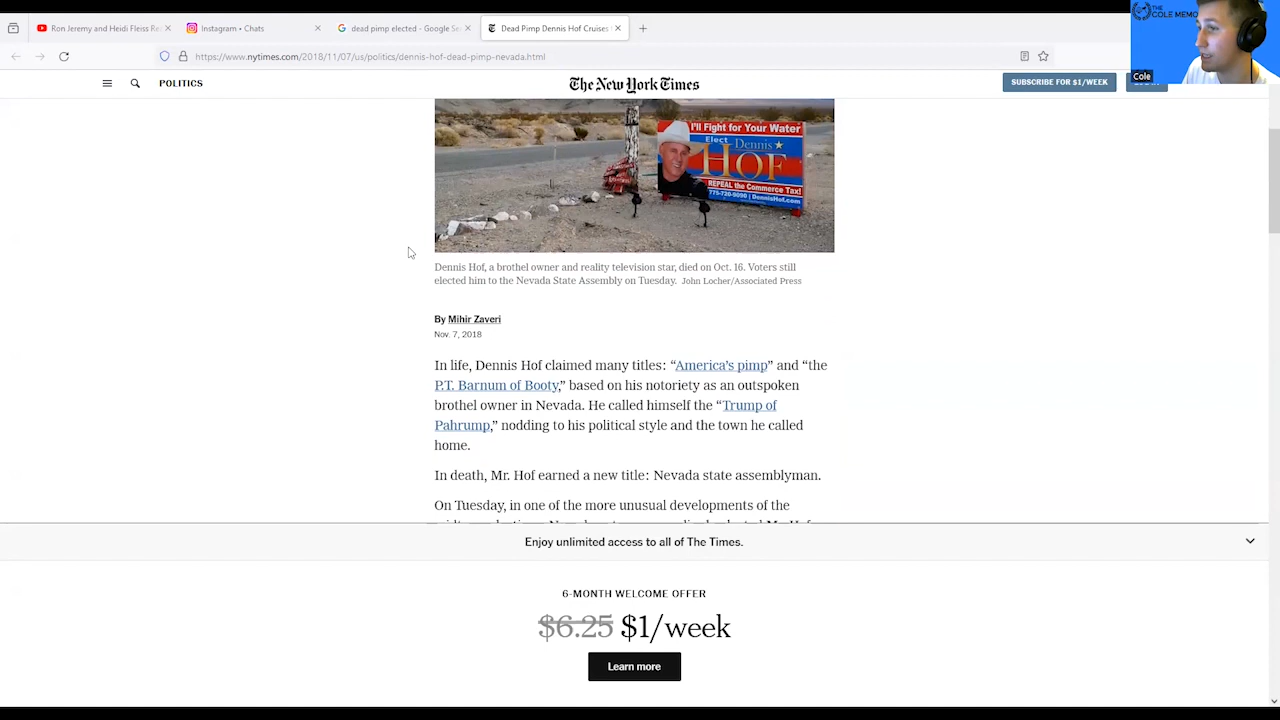 Ron Jeremy and Heidi Fleiss Re
Instagram • Chats
dead pimp elected - Google Se
Dead Pimp Dennis Hof Cruises t
THE
COLE MEMO
https://www.nytimes.com/2018/11/07/us/politics/dennis-hof-dead-pimp-nevada.html
Cole
POLITICS
The New York Times
SUBSCRIBE FOR $1/WEEK
I'll Fight for Your Water
Elect Dennis
HOF
REPEAL the Commerce Tax!
775-720-9090 | DennisHof.com
Dennis Hof, a brothel owner and reality television star, died on Oct. 16. Voters still
elected him to the Nevada State Assembly on Tuesday. John Locher/Associated Press
By Mihir Zaveri
Nov. 7, 2018
In life, Dennis Hof claimed many titles: “America’s pimp” and “the
P.T. Barnum of Booty,” based on his notoriety as an outspoken
brothel owner in Nevada. He called himself the “Trump of
Pahrump,” nodding to his political style and the town he called
home.
In death, Mr. Hof earned a new title: Nevada state assemblyman.
On Tuesday, in one of the more unusual developments of the
Enjoy unlimited access to all of The Times.
6-MONTH WELCOME OFFER
$6.25 $1/week
Learn more